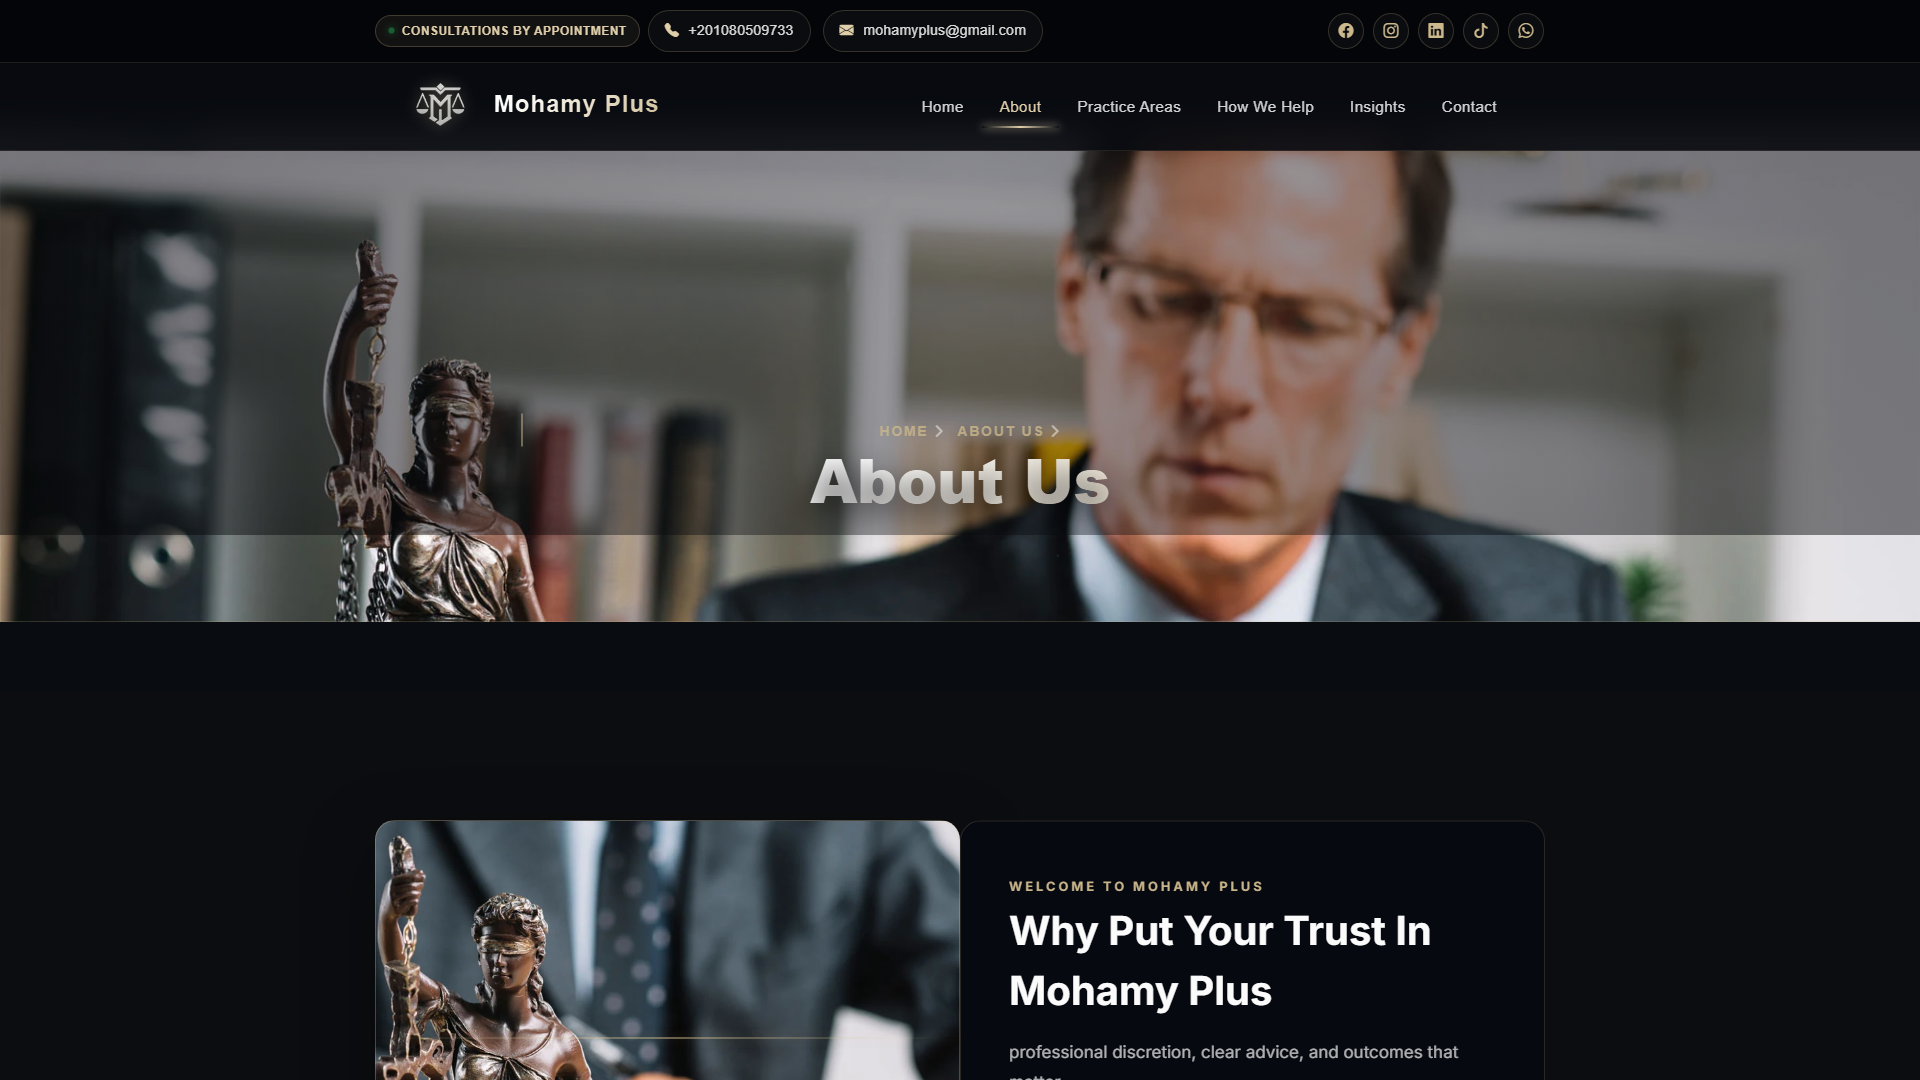 CONSULTATIONS BY APPOINTMENT
+201080509733
mohamyplus@gmail.com
Mohamy Plus
Home
About
Practice Areas
How We Help
Insights
Contact
HOME
ABOUT US
About Us
WELCOME TO MOHAMY PLUS
Why Put Your Trust In
Mohamy Plus
professional discretion, clear advice, and outcomes that